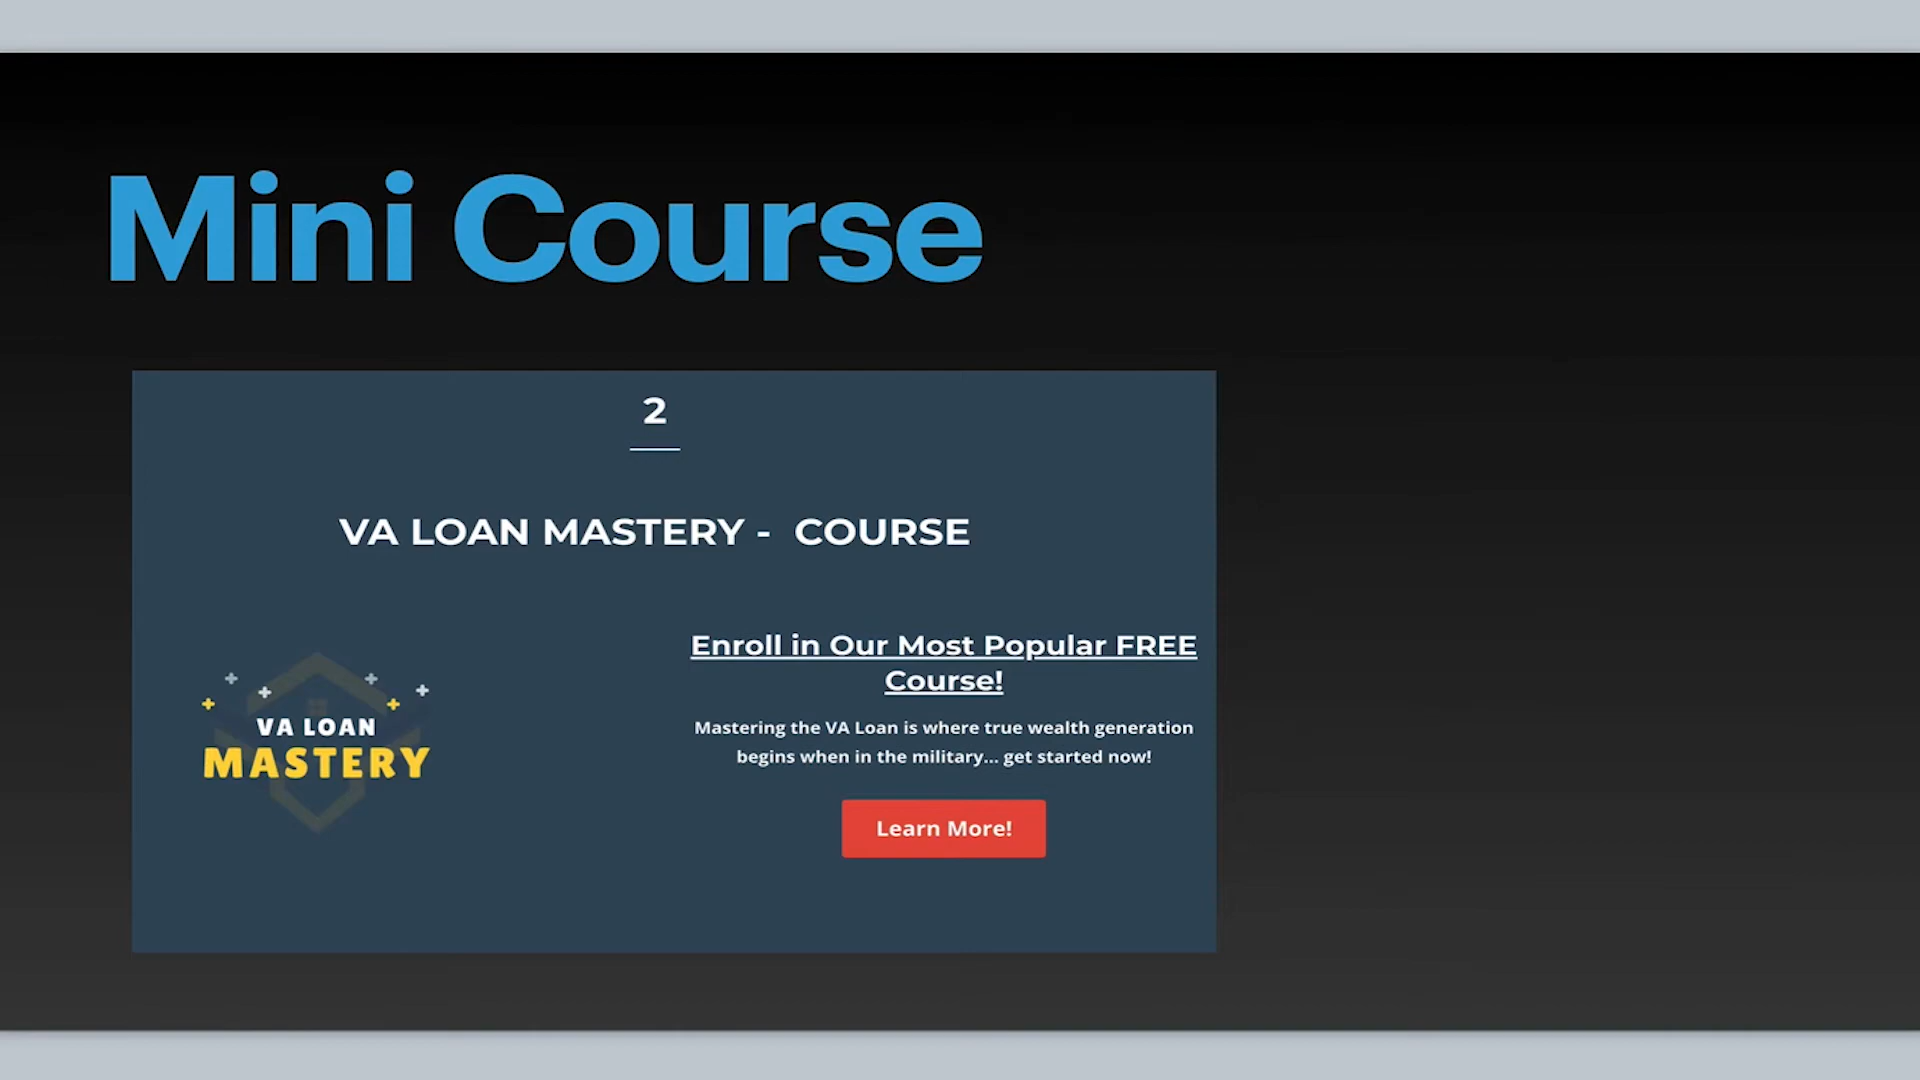 Mini Course
2
VA LOAN MASTERY - COURSE
Enroll in Our Most Popular FREE
Course!
Mastering the VA Loan is where true wealth generation
begins when in the military... get started now!
Learn More!
VA LOAN
MASTERY